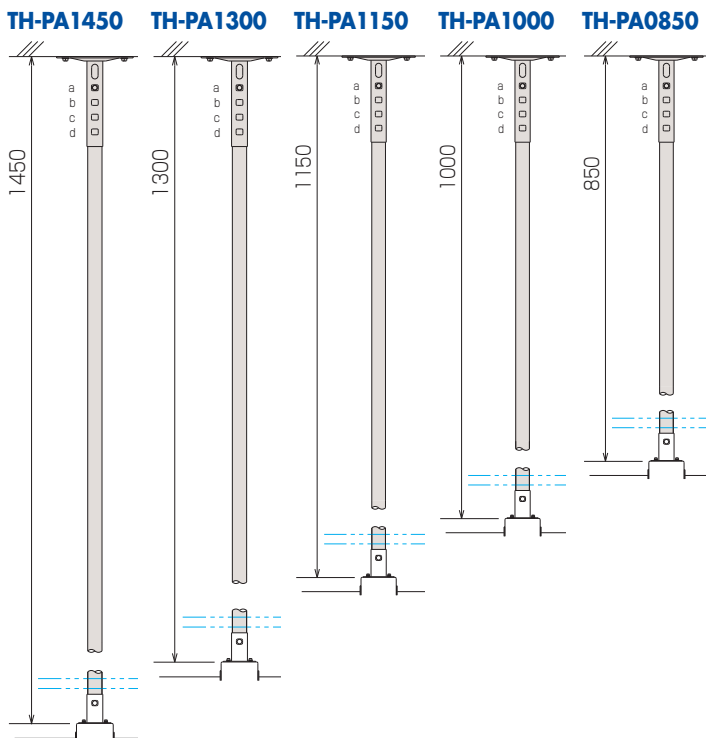 TH-PA1450 TH-PA1300 TH-PA1150 TH-PA1000 TH-PA0850
a a a a a
b b b b b
c c c c c
d d d d d
1450 1300 1150 1000 850